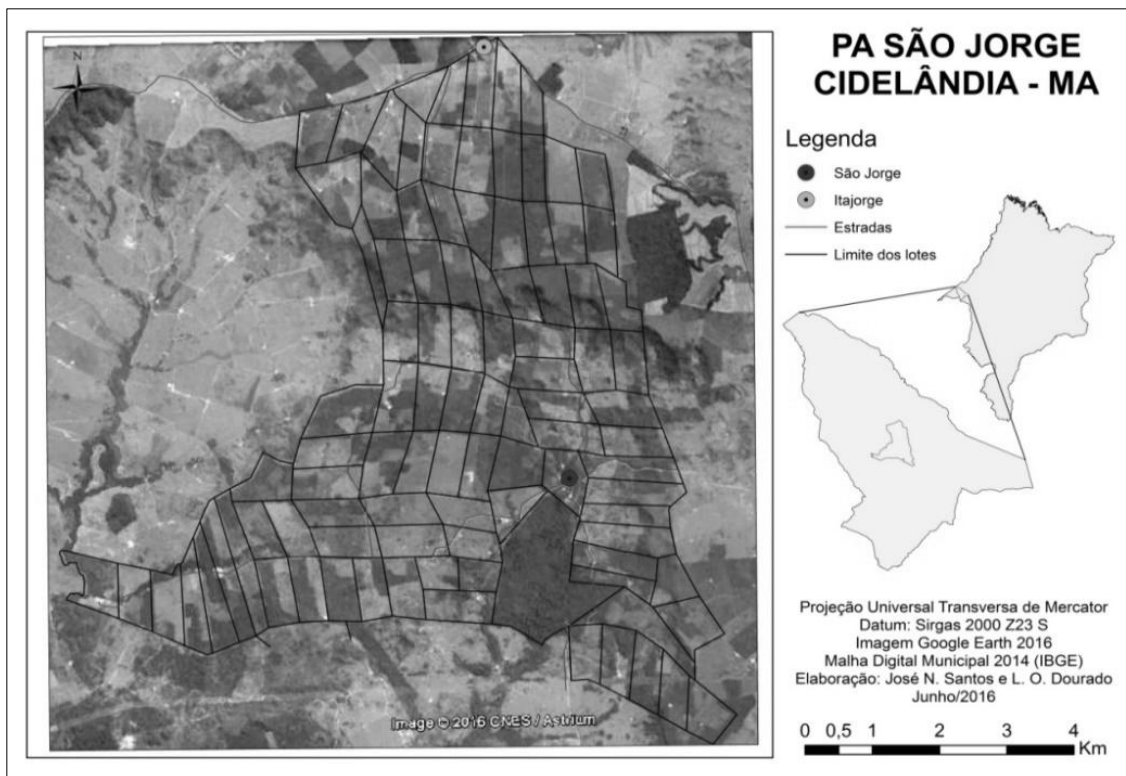 PA SÃO JORGE
CIDELÂNDIA - MA
Legenda
São Jorge
Itajorge
Estradas
Limite dos lotes
N
Image © 2016 CNES / Astrium
Projeção Universal Transversa de Mercator
Datum: Sirgas 2000 Z23 S
Imagem Google Earth 2016
Malha Digital Municipal 2014 (IBGE)
Elaboração: José N. Santos e L. O. Dourado
Junho/2016
0 0,5 1 2 3 4
Km